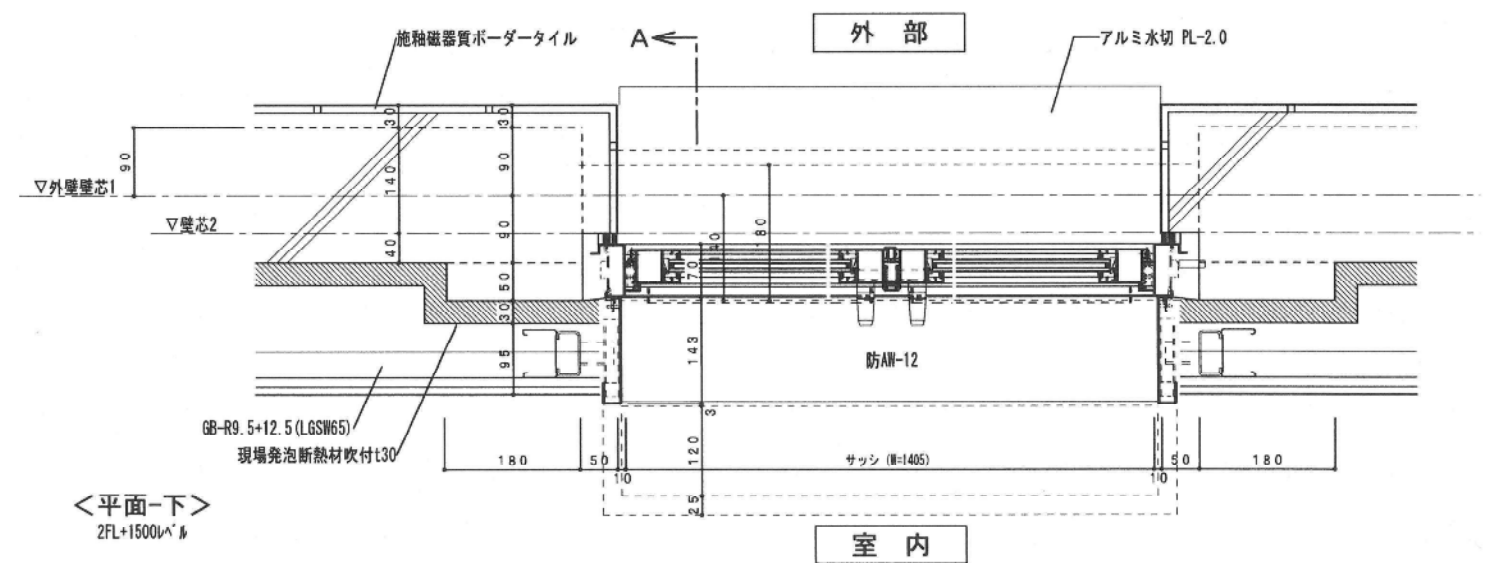 外 部
施釉磁器質ボーダータイル
A
アルミ水切 PL-2.0
30
30
90
140
90
▽外壁壁芯1
180
▽壁芯2
90
40
70
50
30
防AW-12
143
95
3
GB-R9.5+12.5(LGSW65)
現場発泡断熱材吹付t30
180
50
10
120
サッシ (W=1405)
10
50
180
25
<平面-下>
2FL+1500レベル
室 内